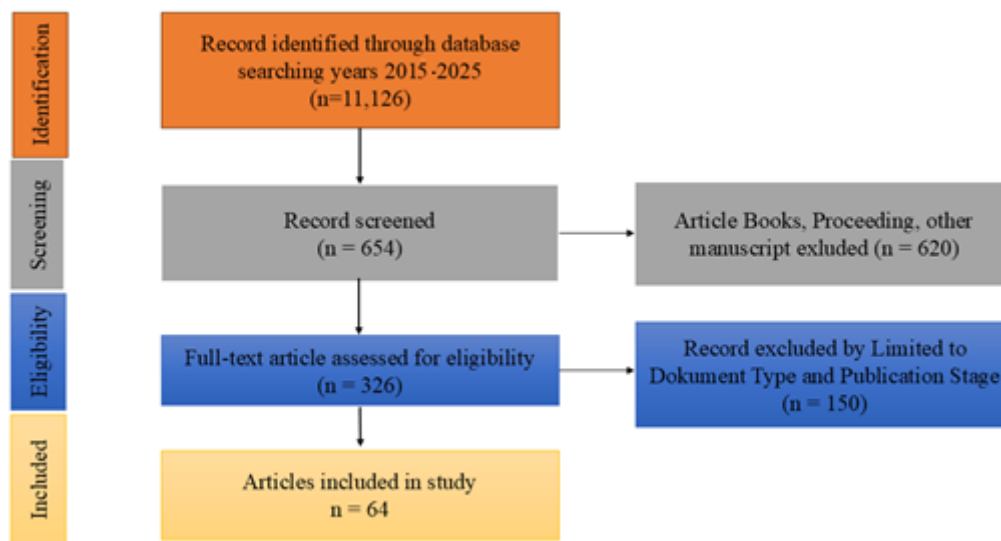 Identification
Record identified through database
searching years 2015-2025
(n=11,126)
Screening
Record screened
(n = 654)
Article Books, Proceeding, other
manuscript exluded (n = 620)
Eligibility
Full-text article assessed for eligibility
(n = 326)
Record excluded by Limited to
Dokument Type and Publication Stage
(n = 150)
Included
Articles included in study
n = 64